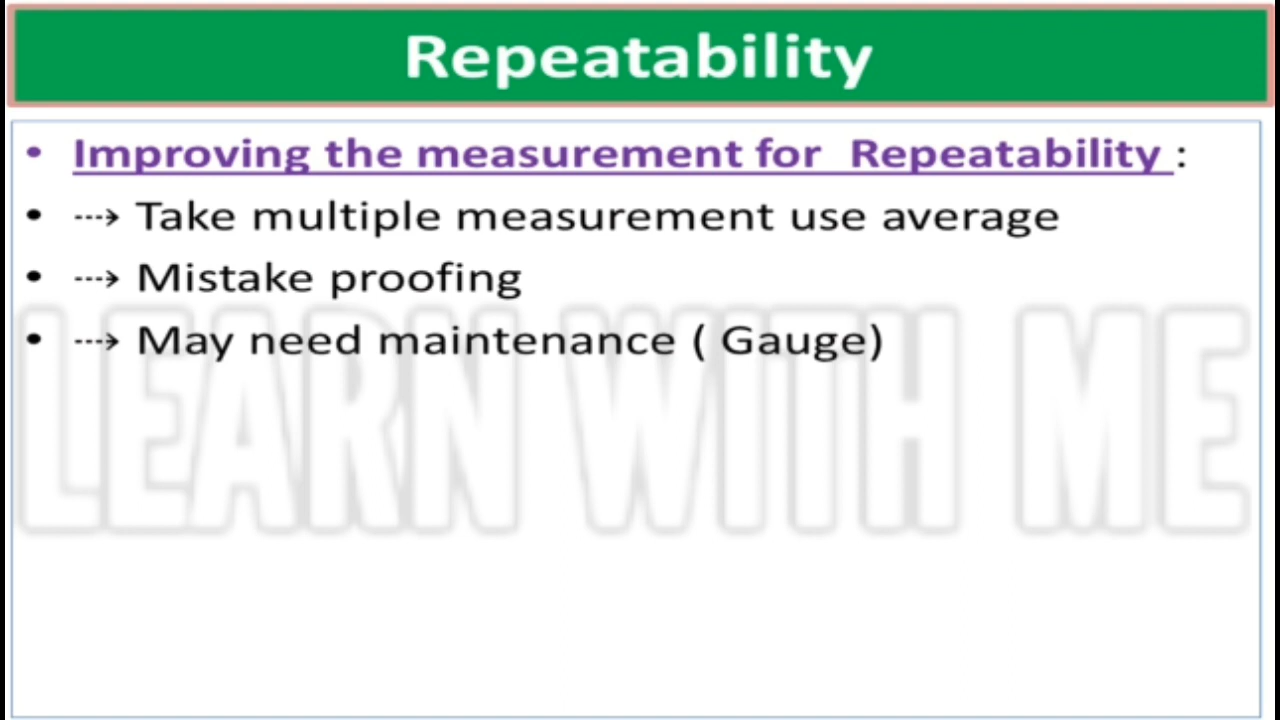 Repeatability
• Improving the measurement for Repeatability :
• ⤏ Take multiple measurement use average
• ⤏ Mistake proofing
• ⤏ May need maintenance ( Gauge)
LEARN WITH ME